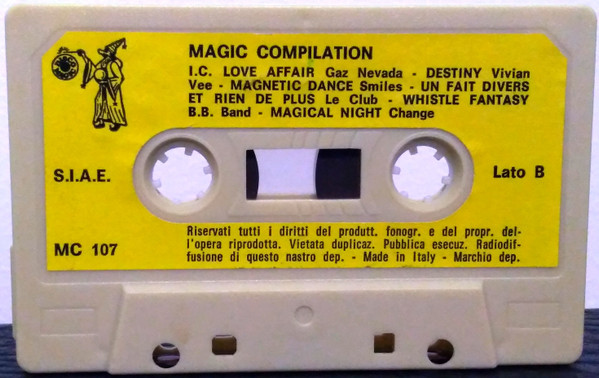 MAGIC COMPILATION
I.C. LOVE AFFAIR Gaz Nevada - DESTINY Vivian
Vee - MAGNETIC DANCE Smiles - UN FAIT DIVERS
ET RIEN DE PLUS Le Club - WHISTLE FANTASY
B.B. Band - MAGICAL NIGHT Change
S.I.A.E.
Lato B
MC 107
Riservati tutti i diritti del produtt. fonogr. e del propr. del-
l'opera riprodotta. Vietata duplicaz. Pubblica esecuz. Radiodif-
fusione di questo nastro dep. - Made in Italy - Marchio dep.